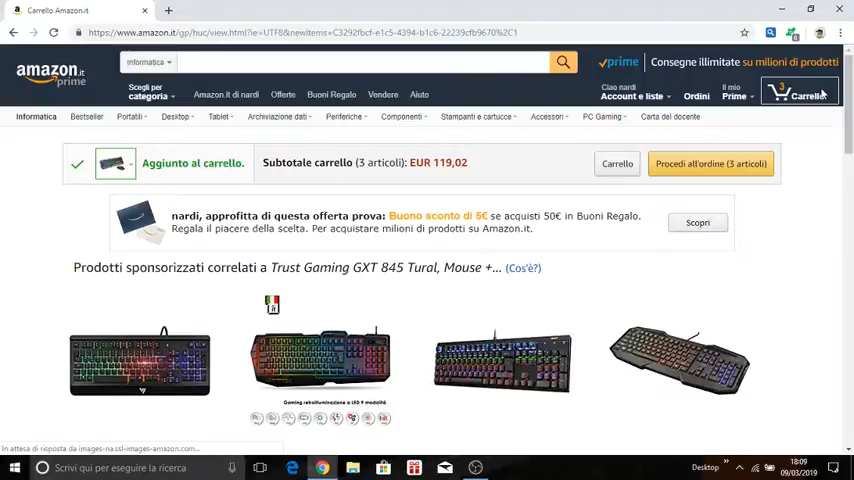 Carrello Amazon.it
https://www.amazon.it/gp/huc/view.html?ie=UTF8&newItems=C3292fbcf-e1c5-4394-b1c6-22239cfb9670%2C1
amazon.it
prime
Informatica
prime Consegne illimitate su milioni di prodotti
Scegli per
categoria
Amazon.it di nardi Offerte Buoni Regalo Vendere Aiuto
Ciao nardi
Account e liste
Ordini
Il mio
Prime
3
Carrello
Informatica Bestseller Portatili Desktop Tablet Archiviazione dati Periferiche Componenti Stampanti e cartucce Accessori PC Gaming Carta del docente
Aggiunto al carrello.
Subtotale carrello (3 articoli): EUR 119,02
Carrello
Procedi all'ordine (3 articoli)
nardi, approfitta di questa offerta prova: Buono sconto di 5€ se acquisti 50€ in Buoni Regalo.
Regala il piacere della scelta. Per acquistare milioni di prodotti su Amazon.it.
Scopri
Prodotti sponsorizzati correlati a Trust Gaming GXT 845 Tural, Mouse +... (Cos'è?)
it
Gaming retroilluminazione a LED 9 modalità
In attesa di risposta da images-na.ssl-images-amazon.com...
Scrivi qui per eseguire la ricerca
Desktop
18:09
09/03/2019